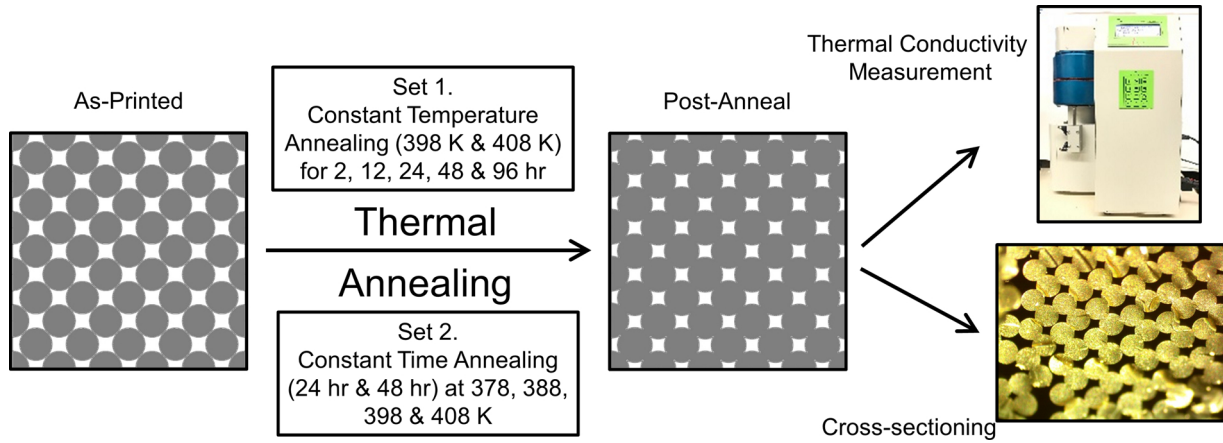 As-Printed
Set 1.
Constant Temperature
Annealing (398 K & 408 K)
for 2, 12, 24, 48 & 96 hr
Thermal
Annealing
Set 2.
Constant Time Annealing
(24 hr & 48 hr) at 378, 388,
398 & 408 K
Post-Anneal
Thermal Conductivity
Measurement
Cross-sectioning